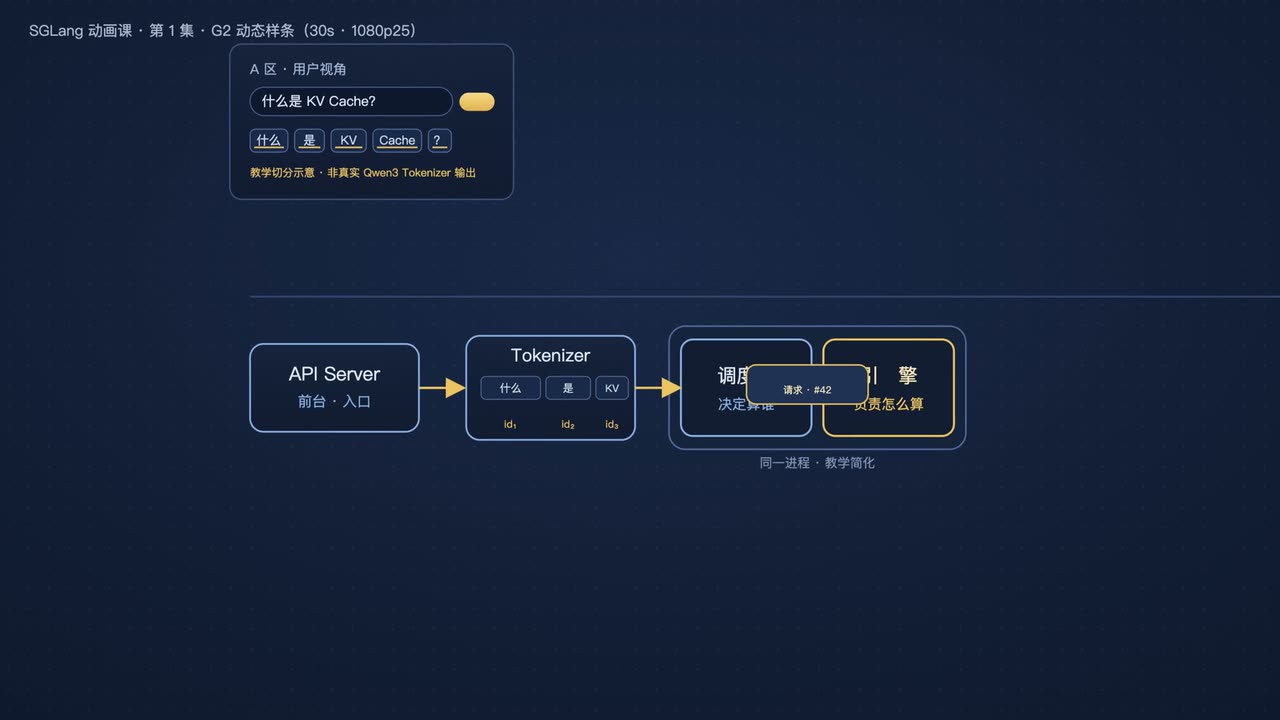 SGLang 动画课 · 第 1 集 · G2 动态样条（30s · 1080p25）
A 区 · 用户视角
什么是 KV Cache?
什么 是 KV Cache ?
教学切分示意 · 非真实 Qwen3 Tokenizer 输出
API Server
前台 · 入口
Tokenizer
什么 是 KV
id₁ id₂ id₃
调
决定算谁
请求 · #42
擎
负责怎么算
同一进程 · 教学简化